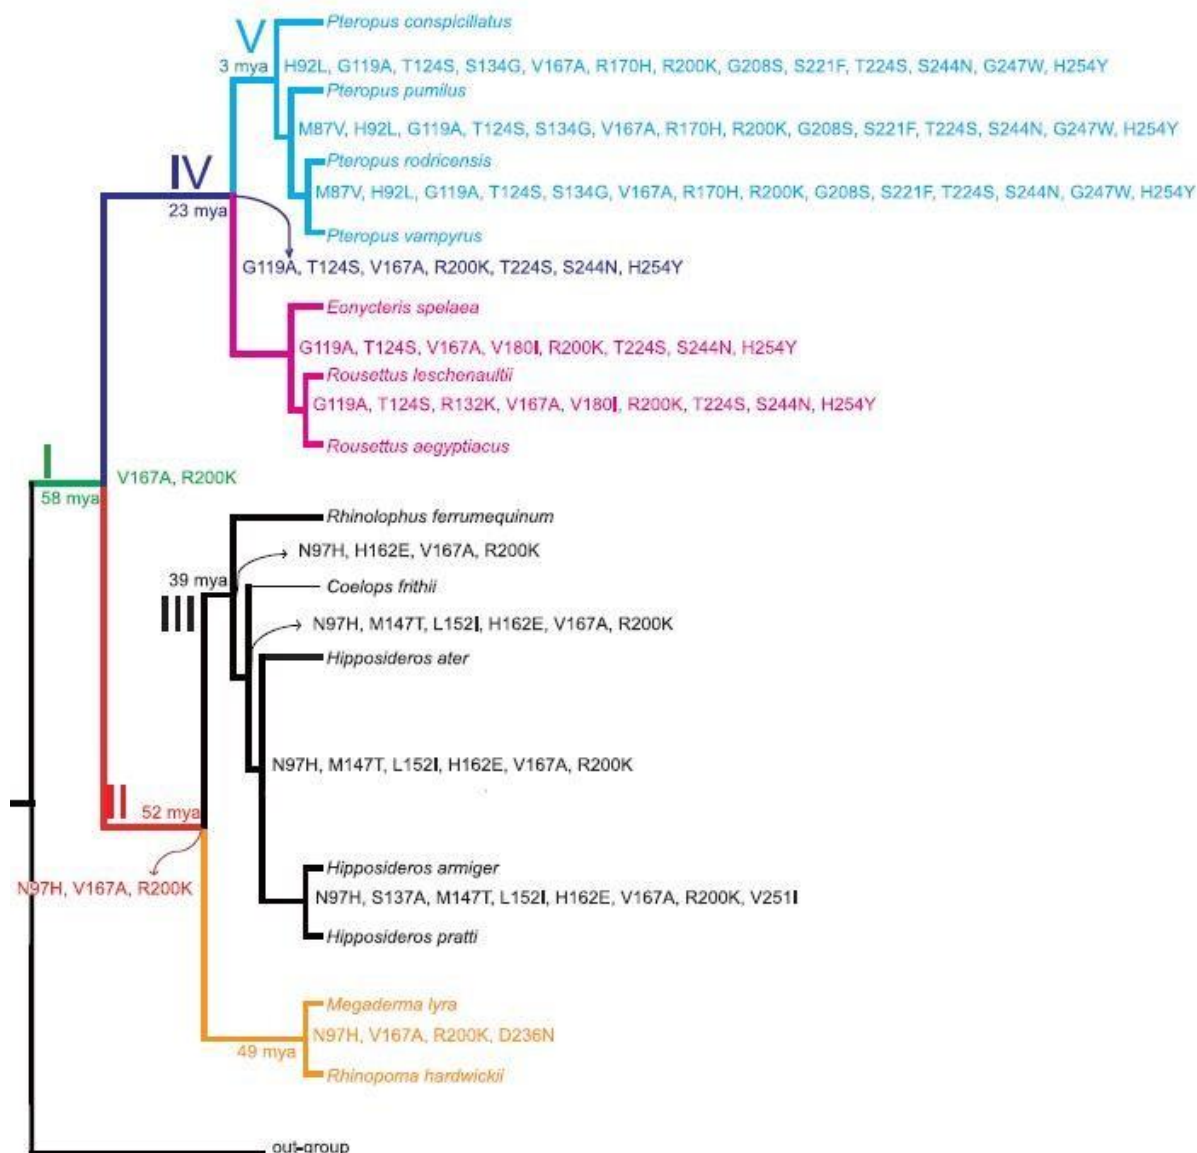 Pteropus conspicillatus
V
3 mya
H92L, G119A, T124S, S134G, V167A, R170H, R200K, G208S, S221F, T224S, S244N, G247W, H254Y
Pteropus pumilus
M87V, H92L, G119A, T124S, S134G, V167A, R170H, R200K, G208S, S221F, T224S, S244N, G247W, H254Y
Pteropus rodricensis
IV
M87V, H92L, G119A, T124S, S134G, V167A, R170H, R200K, G208S, S221F, T224S, S244N, G247W, H254Y
23 mya
Pteropus vampyrus
G119A, T124S, V167A, R200K, T224S, S244N, H254Y
Eonycteris spelaea
G119A, T124S, V167A, V180I, R200K, T224S, S244N, H254Y
Rousettus leschenaultii
G119A, T124S, R132K, V167A, V180I, R200K, T224S, S244N, H254Y
Rousettus aegyptiacus
I
V167A, R200K
58 mya
Rhinolophus ferrumequinum
N97H, H162E, V167A, R200K
39 mya
Coelops frithii
III
N97H, M147T, L152I, H162E, V167A, R200K
Hipposideros ater
N97H, M147T, L152I, H162E, V167A, R200K
II
52 mya
Hipposideros armiger
N97H, V167A, R200K
N97H, S137A, M147T, L152I, H162E, V167A, R200K, V251I
Hipposideros pratti
Megaderma lyra
N97H, V167A, R200K, D236N
49 mya
Rhinopoma hardwickii
out-group